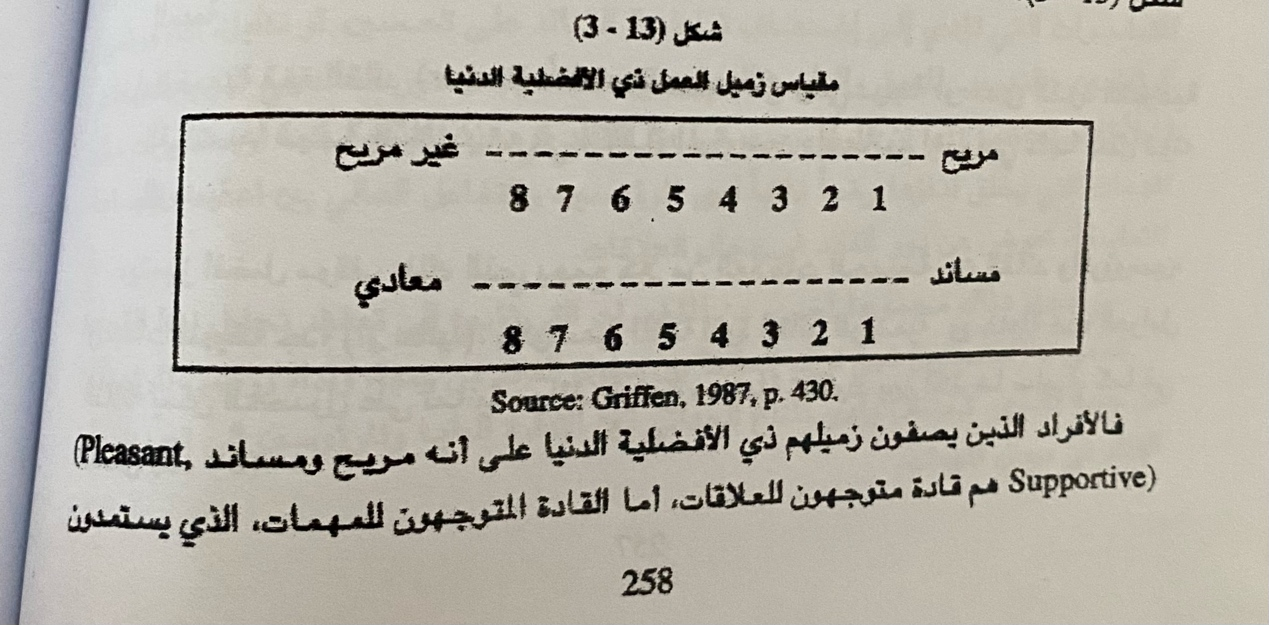 شكل (13 - 3)
مقياس زميل العمل ذي الأفضلية الدنيا
مريح ------------------- غير مريح
8 7 6 5 4 3 2 1
مساند ------------------- معادي
8 7 6 5 4 3 2 1
Source: Griffen, 1987, p. 430.
فالأفراد الذين يصفون زميلهم ذي الأفضلية الدنيا على أنه مريح ومساند (Pleasant,
Supportive) هم قادة متوجهون للعلاقات، أما القادة المتوجهون للمهمات، الذي يستمدون
258